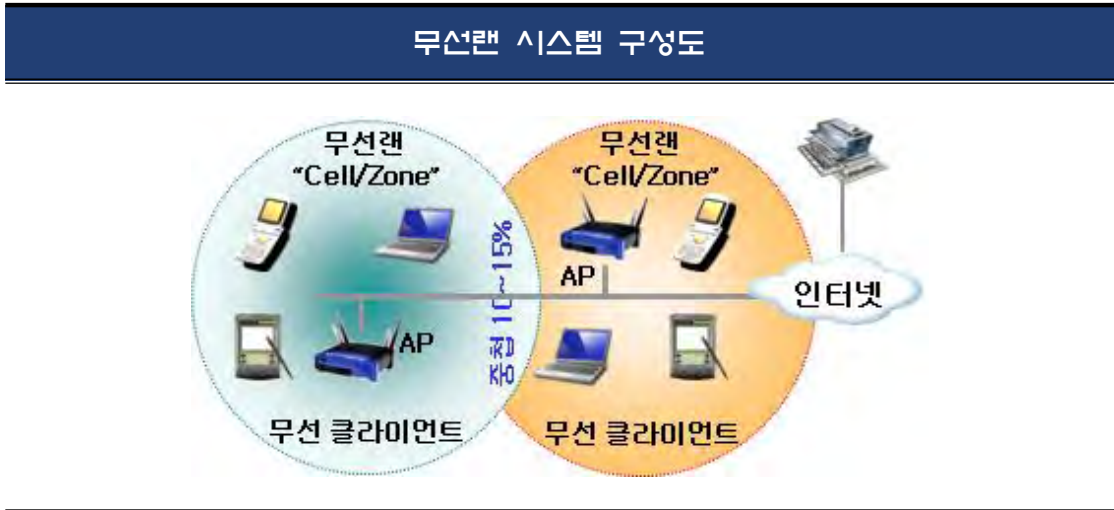 무선랜 시스템 구성도
무선랜
"Cell/Zone"
무선랜
"Cell/Zone"
중첩 10~15%
AP
인터넷
AP
무선 클라이언트
무선 클라이언트